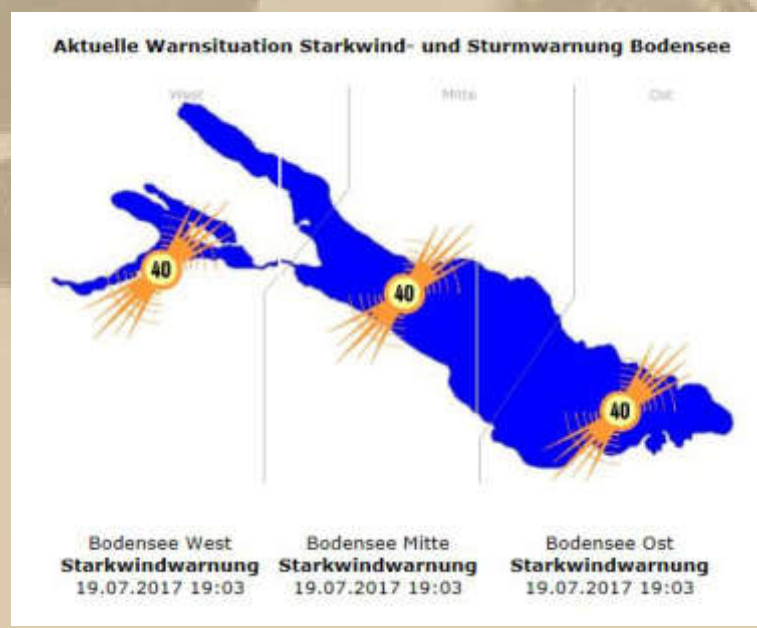 Aktuelle Warnsituation Starkwind- und Sturmwarnung Bodensee
West
Mitte
Ost
40
40
40
Bodensee West
Starkwindwarnung
19.07.2017 19:03
Bodensee Mitte
Starkwindwarnung
19.07.2017 19:03
Bodensee Ost
Starkwindwarnung
19.07.2017 19:03